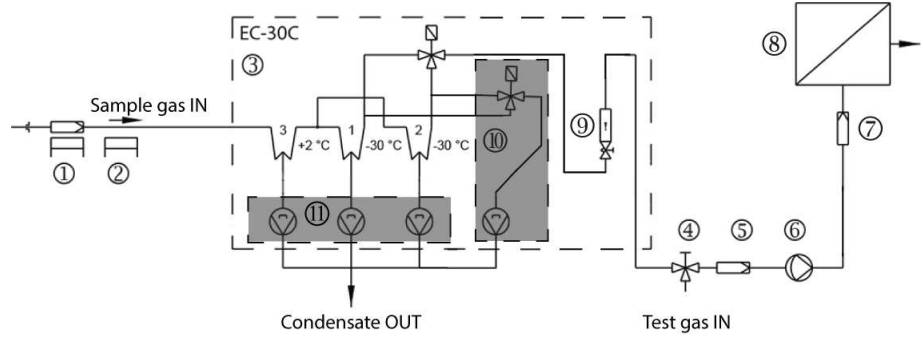 EC-30C
③
⑧
Sample gas IN
3
1
2
⑨
⑦
+2 °C
-30 °C
-30 °C
⑩
①
②
⑪
④
⑤
⑥
Condensate OUT
Test gas IN